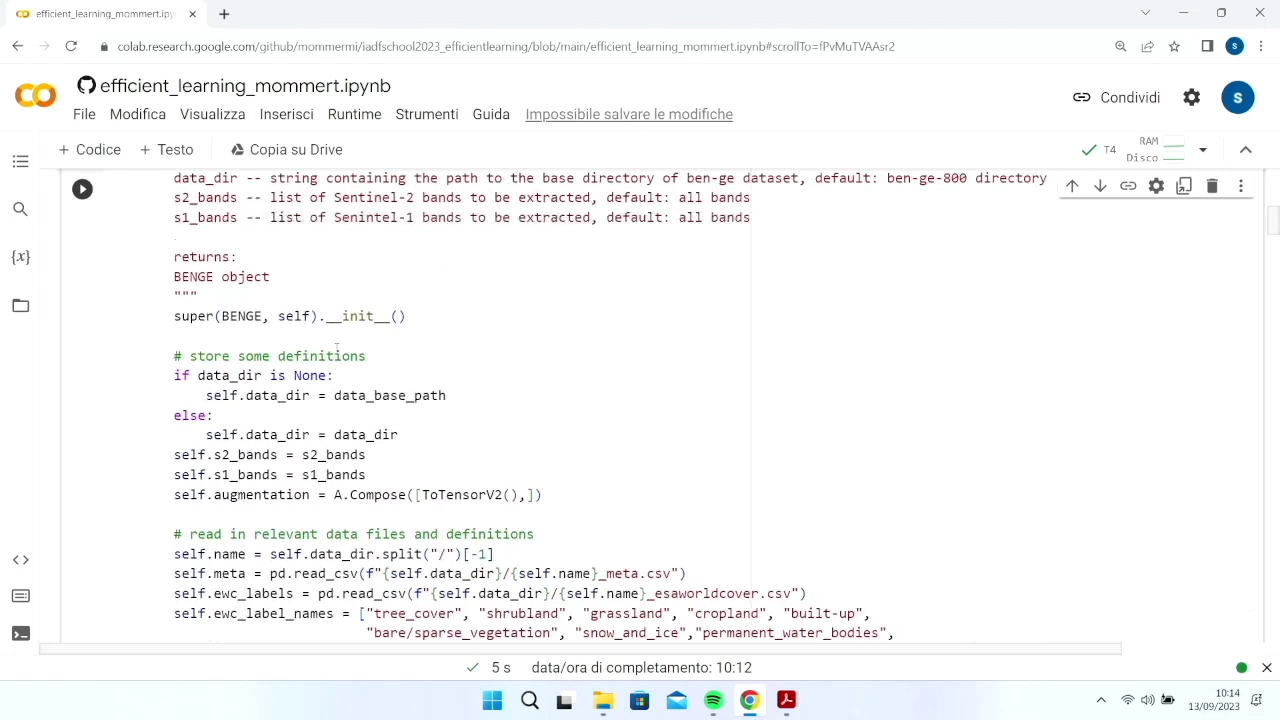 efficient_learning_mommert.ipy
colab.research.google.com/github/mommermi/iadfschool2023_efficientlearning/blob/main/efficient_learning_mommert.ipynb#scrollTo=fPvMuTVAAsr2
S
efficient_learning_mommert.ipynb
Condividi
S
File Modifica Visualizza Inserisci Runtime Strumenti Guida Impossibile salvare le modifiche
+ Codice + Testo Copia su Drive
T4 RAM
Disco
data_dir -- string containing the path to the base directory of ben-ge dataset, default: ben-ge-800 directory
s2_bands -- list of Sentinel-2 bands to be extracted, default: all bands
s1_bands -- list of Senintel-1 bands to be extracted, default: all bands
returns:
BENGE object
"""
super(BENGE, self).__init__()
# store some definitions
if data_dir is None:
self.data_dir = data_base_path
else:
self.data_dir = data_dir
self.s2_bands = s2_bands
self.s1_bands = s1_bands
self.augmentation = A.Compose([ToTensorV2(),])
# read in relevant data files and definitions
self.name = self.data_dir.split("/")[-1]
self.meta = pd.read_csv(f"{self.data_dir}/{self.name}_meta.csv")
self.ewc_labels = pd.read_csv(f"{self.data_dir}/{self.name}_esaworldcover.csv")
self.ewc_label_names = ["tree_cover", "shrubland", "grassland", "cropland", "built-up",
"bare/sparse_vegetation", "snow_and_ice","permanent_water_bodies",
5 s data/ora di completamento: 10:12
10:14
13/09/2023